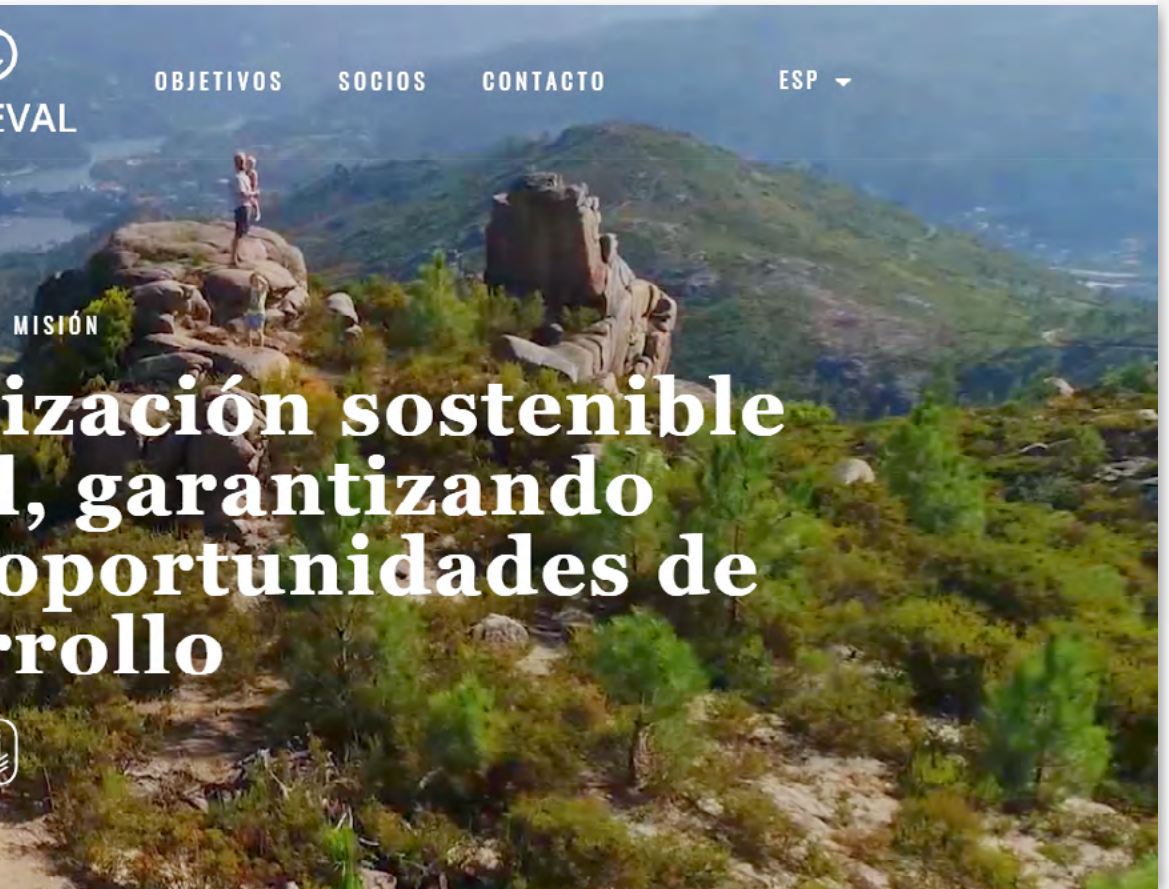 OBJETIVOS SOCIOS CONTACTO ESP
EVAL
MISIÓN
ización sostenible
l, garantizando
oportunidades de
rrollo